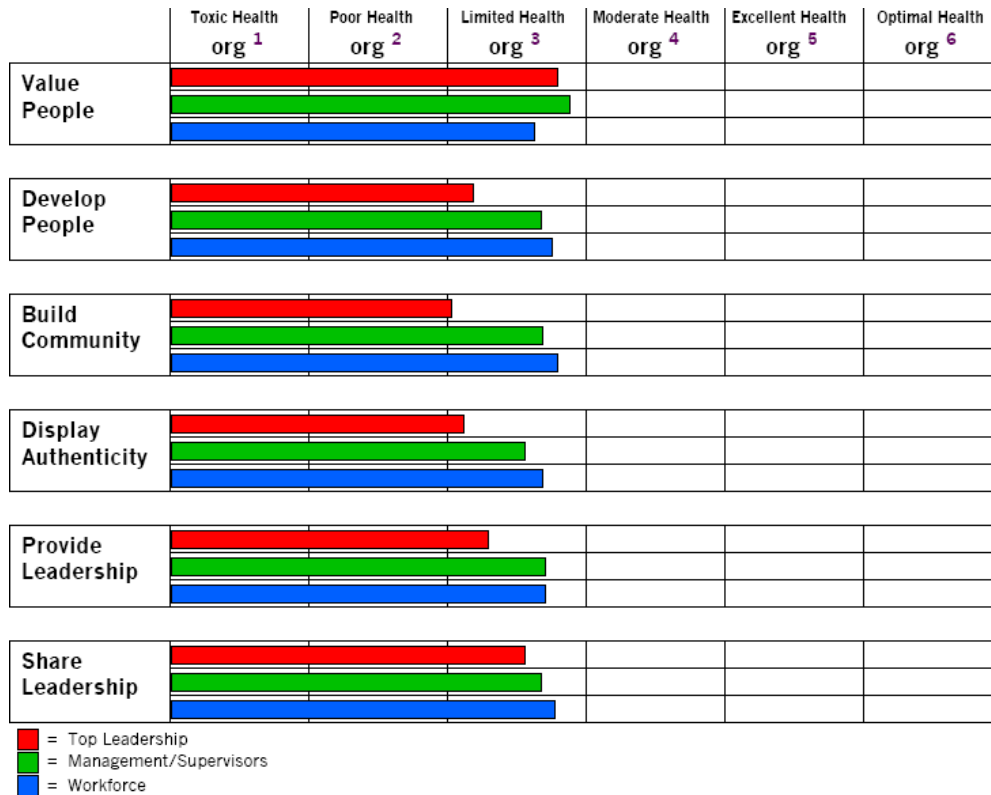 Toxic Health Poor Health Limited Health Moderate Health Excellent Health Optimal Health
org 1 org 2 org 3 org 4 org 5 org 6
Value
People
Develop
People
Build
Community
Display
Authenticity
Provide
Leadership
Share
Leadership
= Top Leadership
= Management/Supervisors
= Workforce